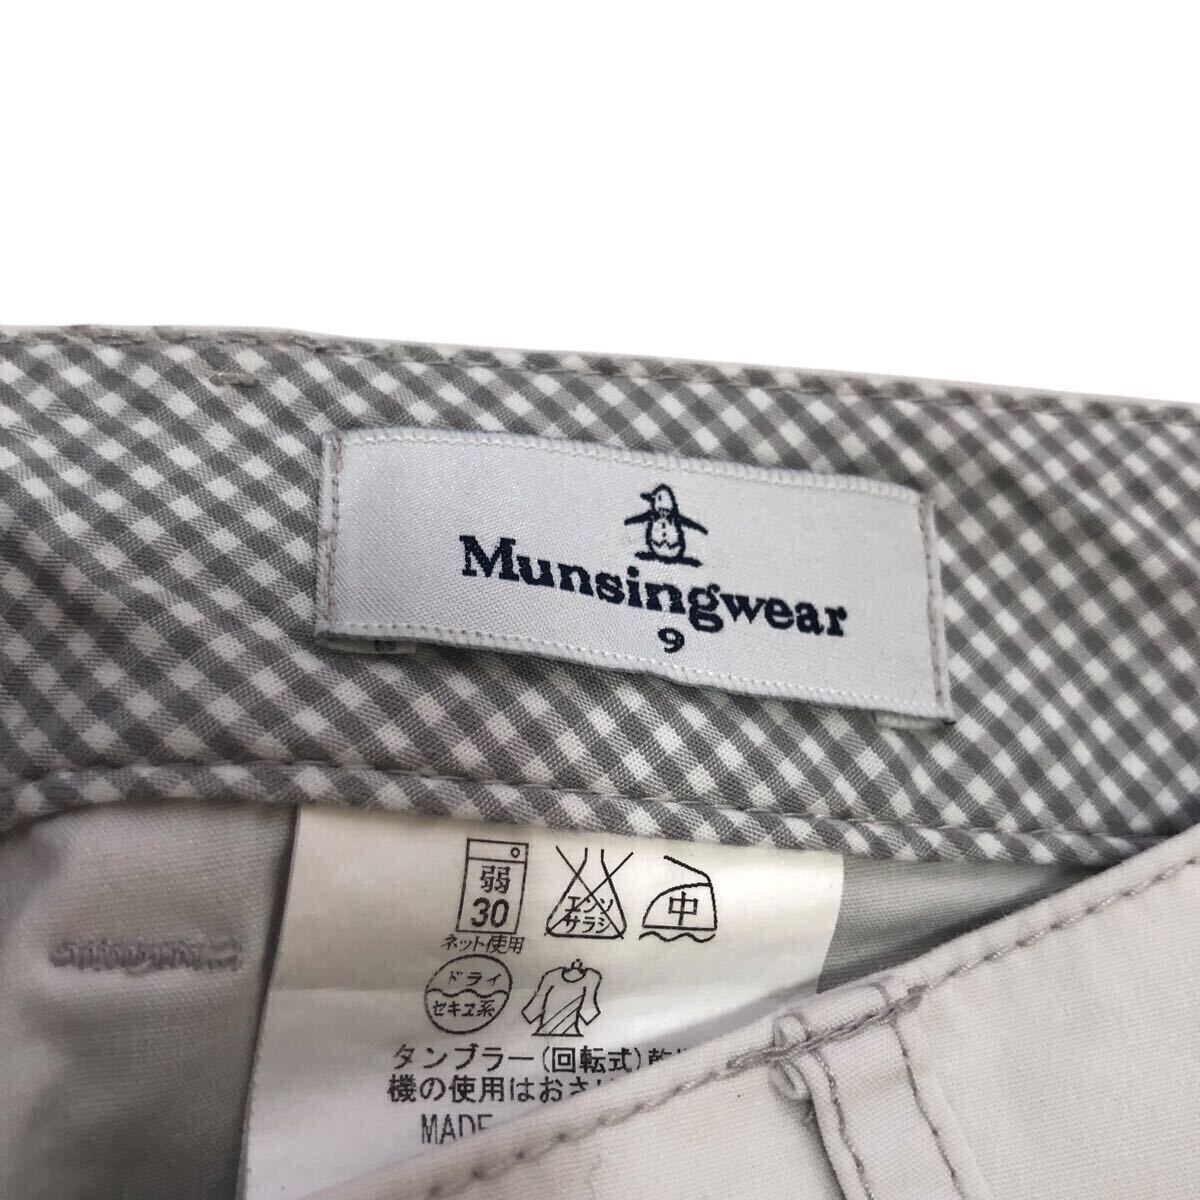 Munsingwear
9
弱
30
ネット使用
エンソ
サラシ
中
ドライ
セキユ系
タンブラー(回転式)
機の使用はおさ
MADE